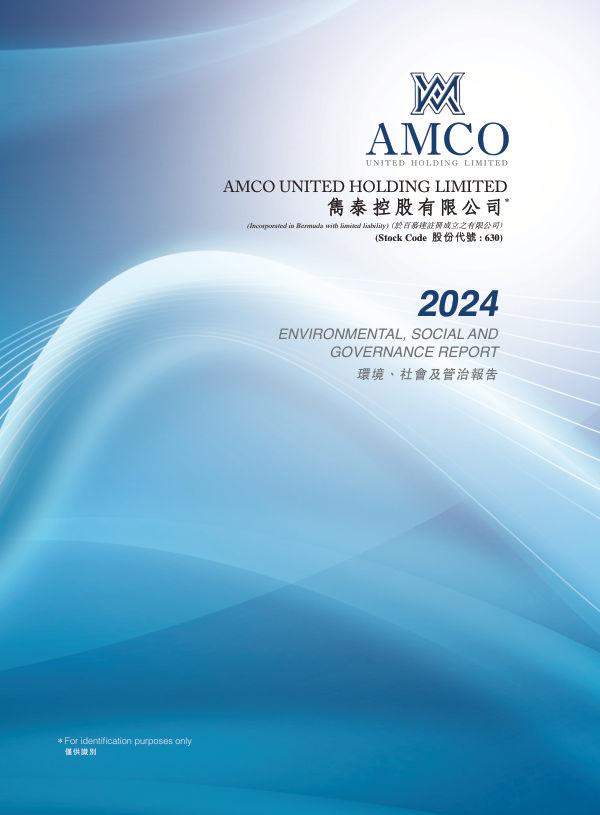 AMCO
UNITED HOLDING LIMITED
AMCO UNITED HOLDING LIMITED
雋泰控股有限公司*
(Incorporated in Bermuda with limited liability) (於百慕達註冊成立之有限公司)
(Stock Code 股份代號 : 630)
2024
ENVIRONMENTAL, SOCIAL AND
GOVERNANCE REPORT
環境、社會及管治報告
* For identification purposes only
僅供識別